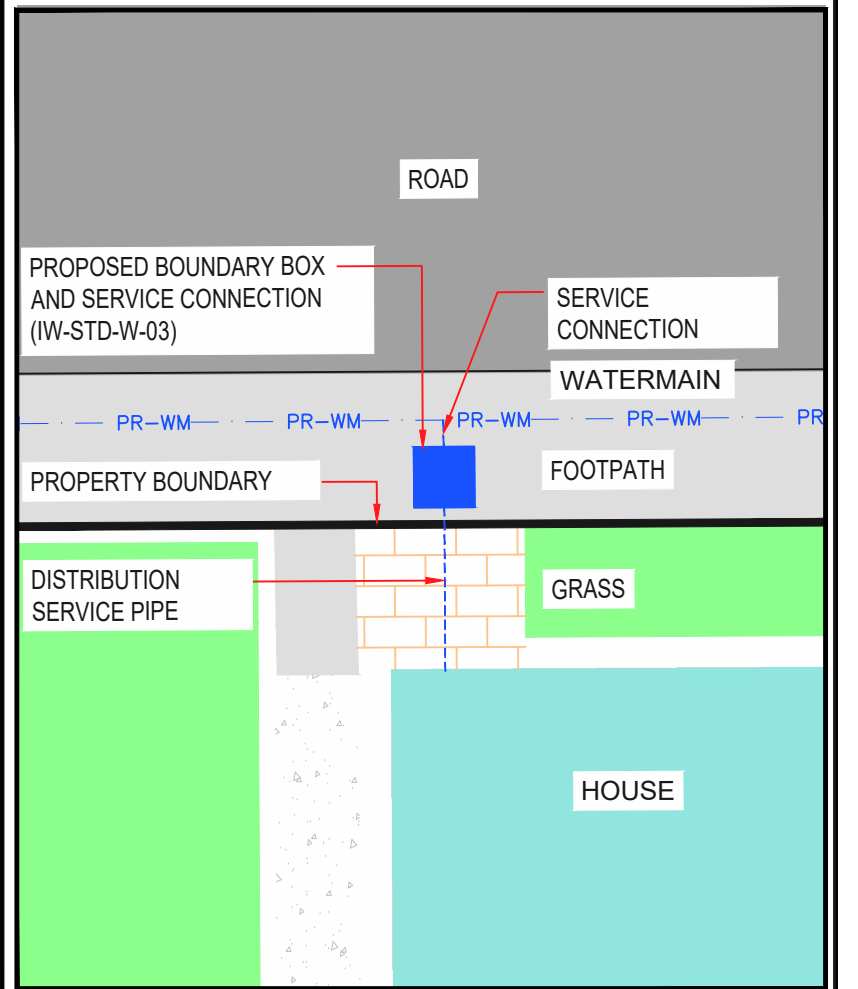 ROAD
PROPOSED BOUNDARY BOX
AND SERVICE CONNECTION
(IW-STD-W-03)
SERVICE
CONNECTION
WATERMAIN
PR-WM PR-WM PR-WM PR-WM PR
PROPERTY BOUNDARY
FOOTPATH
DISTRIBUTION
SERVICE PIPE
GRASS
HOUSE